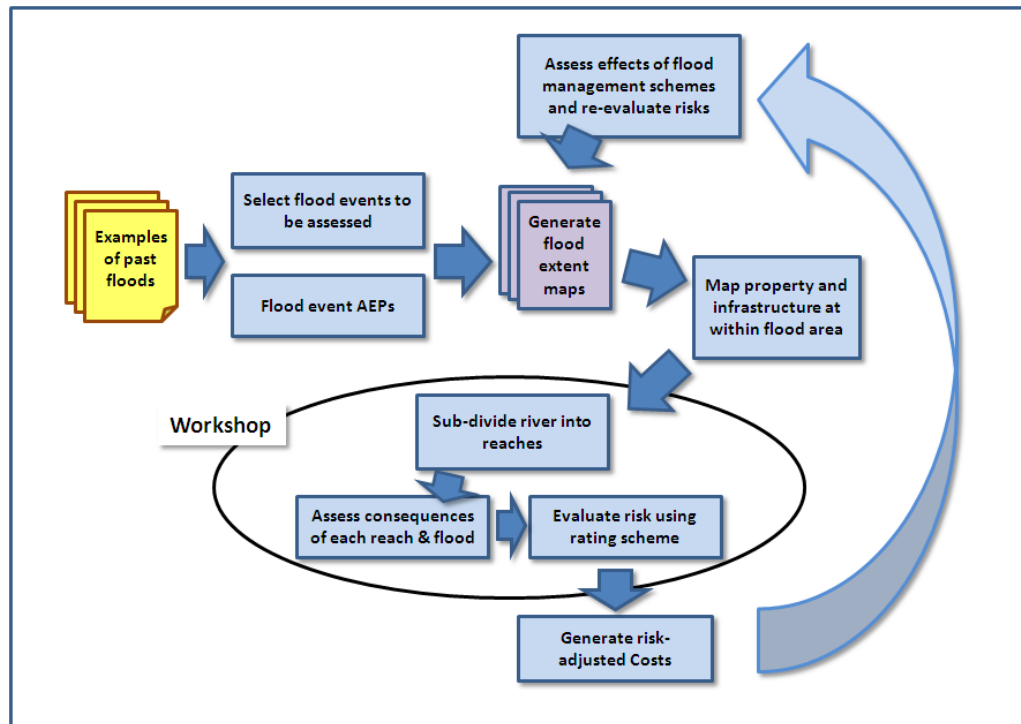 Assess effects of flood
management schemes
and re-evaluate risks
Examples
of past
floods
Select flood events to
be assessed
Flood event AEPs
Generate
flood
extent
maps
Map property and
infrastructure at
within flood area
Workshop
Sub-divide river into
reaches
Assess consequences
of each reach & flood
Evaluate risk using
rating scheme
Generate risk-
adjusted Costs